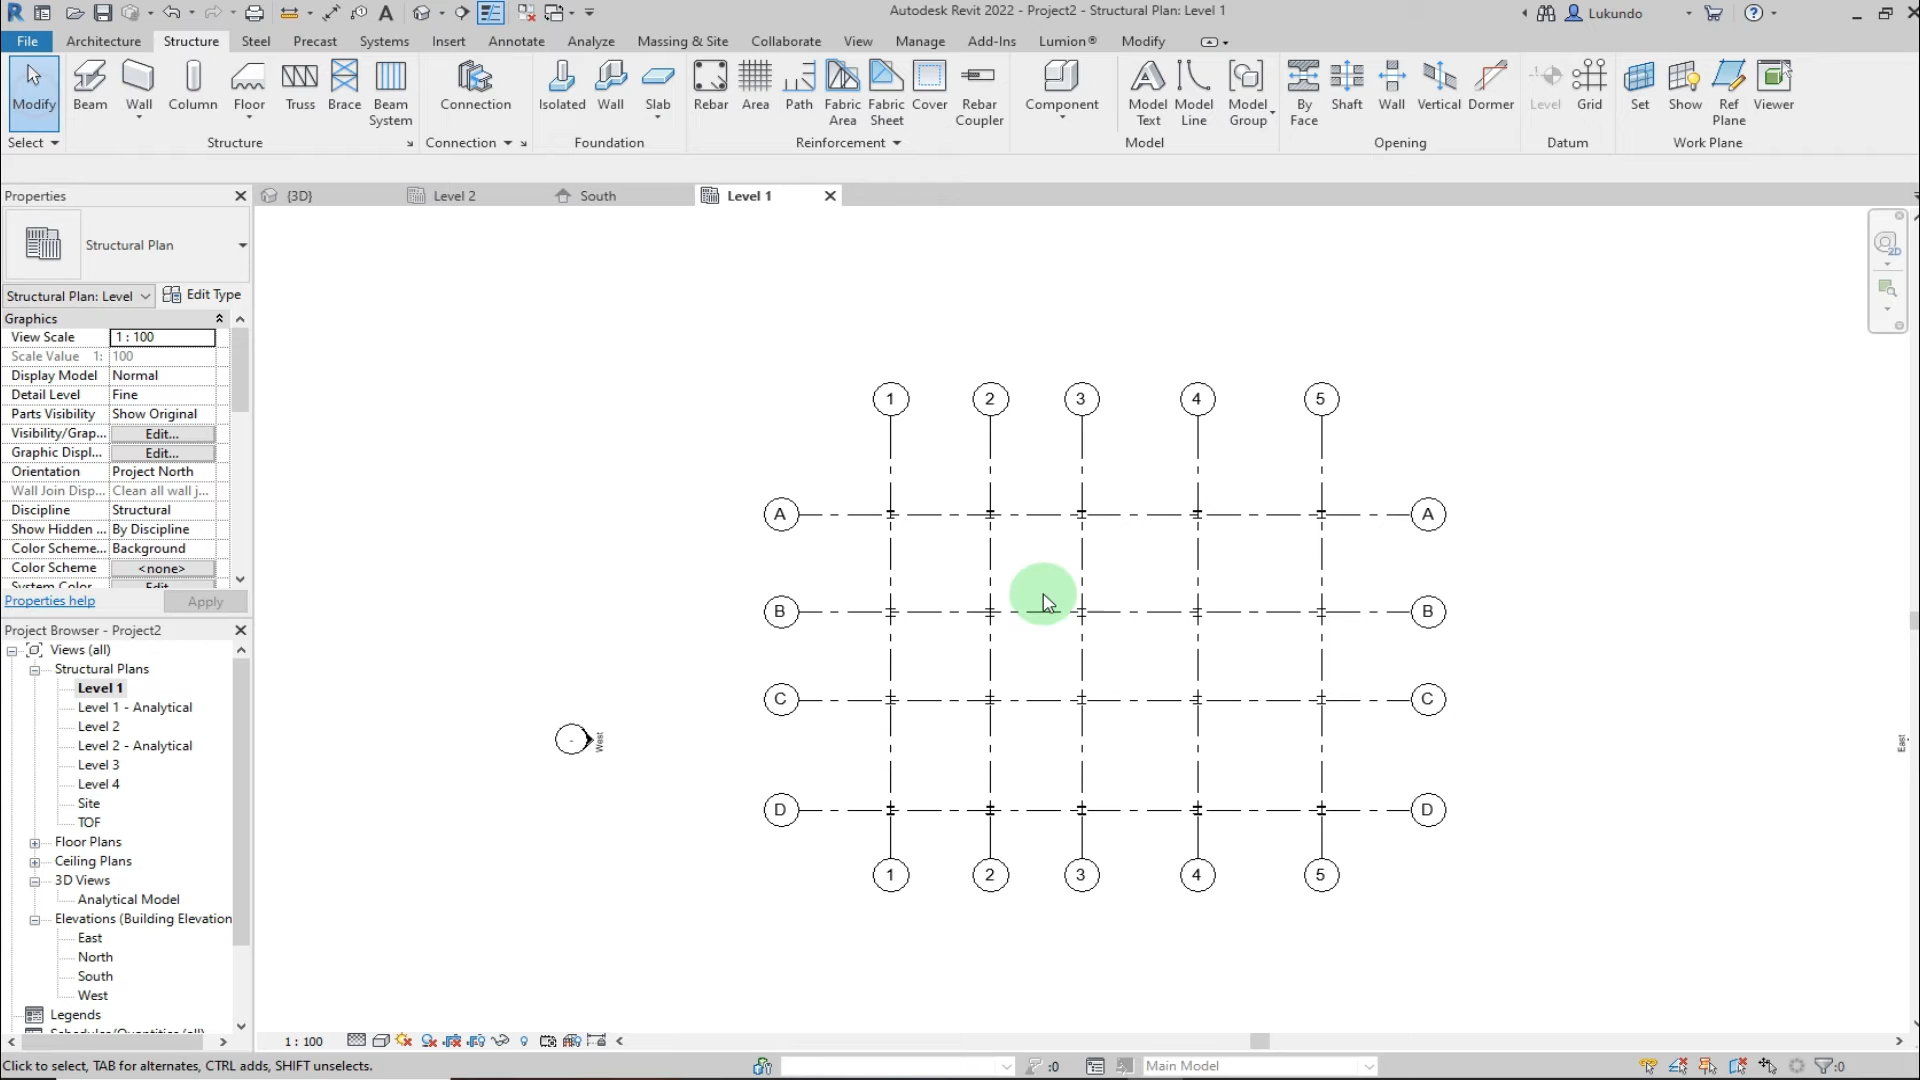 Autodesk Revit 2022 - Project2 - Structural Plan: Level 1
Lukundo
File Architecture Structure Steel Precast Systems Insert Annotate Analyze Massing & Site Collaborate View Manage Add-Ins Lumion® Modify
Modify Beam Wall Column Floor Truss Brace Beam System Connection Isolated Wall Slab Rebar Area Path Fabric Area Fabric Sheet Cover Rebar Coupler Component Model Text Model Line Model Group By Face Shaft Wall Vertical Dormer Level Grid Set Show Ref Plane Viewer
Select Structure Connection Foundation Reinforcement Model Opening Datum Work Plane
Properties
{3D} Level 2 South Level 1
Structural Plan
Structural Plan: Level Edit Type
Graphics
View Scale 1 : 100
Scale Value 1: 100
Display Model Normal
Detail Level Fine
Parts Visibility Show Original
Visibility/Grap... Edit...
Graphic Displ... Edit...
Orientation Project North
Wall Join Disp... Clean all wall j...
Discipline Structural
Show Hidden ... By Discipline
Color Scheme... Background
Color Scheme <none>
System Color Edit
Properties help Apply
Project Browser - Project2
Views (all)
Structural Plans
Level 1
Level 1 - Analytical
Level 2
Level 2 - Analytical
Level 3
Level 4
Site
TOF
Floor Plans
Ceiling Plans
3D Views
Analytical Model
Elevations (Building Elevation
East
North
South
West
Legends
Schedules/Quantities (all)
1 2 3 4 5
A A
B B
C C
D D
1 2 3 4 5
West
East
2D
1 : 100
Click to select, TAB for alternates, CTRL adds, SHIFT unselects.
:0
Main Model
:0